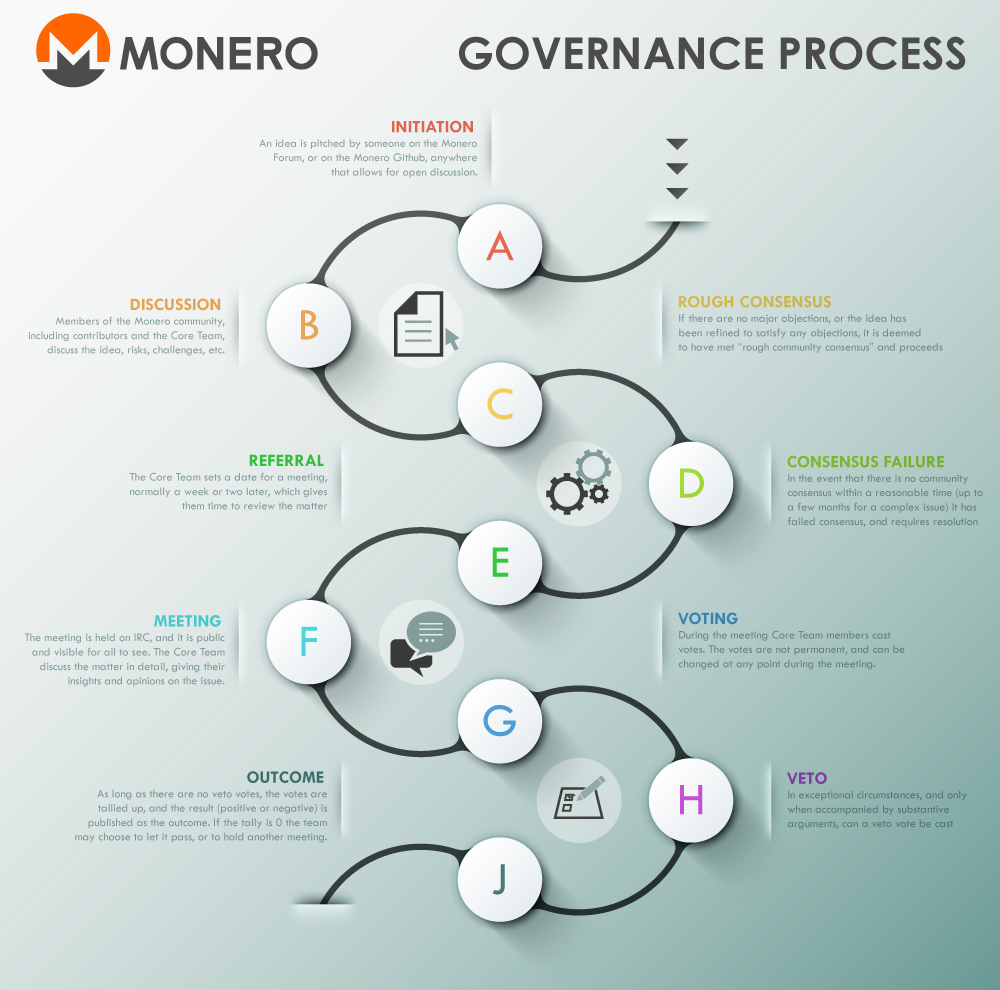 MONERO
GOVERNANCE PROCESS
INITIATION
An idea is pitched by someone on the Monero
Forum, or on the Monero Github, anywhere
that allows for open discussion.
A
B
DISCUSSION
Members of the Monero community,
including contributors and the Core Team,
discuss the idea, risks, challenges, etc.
ROUGH CONSENSUS
If there are no major objections, or the idea has
been refined to satisfy any objections, it is deemed
to have met "rough community consensus" and proceeds
C
D
CONSENSUS FAILURE
In the event that there is no community
consensus within a reasonable time (up to
a few months for a complex issue) it has
failed consensus, and requires resolution
REFERRAL
The Core Team sets a date for a meeting,
normally a week or two later, which gives
them time to review the matter
E
F
MEETING
The meeting is held on IRC, and it is public
and visible for all to see. The Core Team
discuss the matter in detail, giving their
insights and opinions on the issue.
VOTING
During the meeting Core Team members cast
votes. The votes are not permanent, and can be
changed at any point during the meeting.
G
H
VETO
In exceptional circumstances, and only
when accompanied by substantive
arguments, can a veto vote be cast
OUTCOME
As long as there are no veto votes, the votes are
tallied up, and the result (positive or negative) is
published as the outcome. If the tally is 0 the team
may choose to let it pass, or to hold another meeting.
J